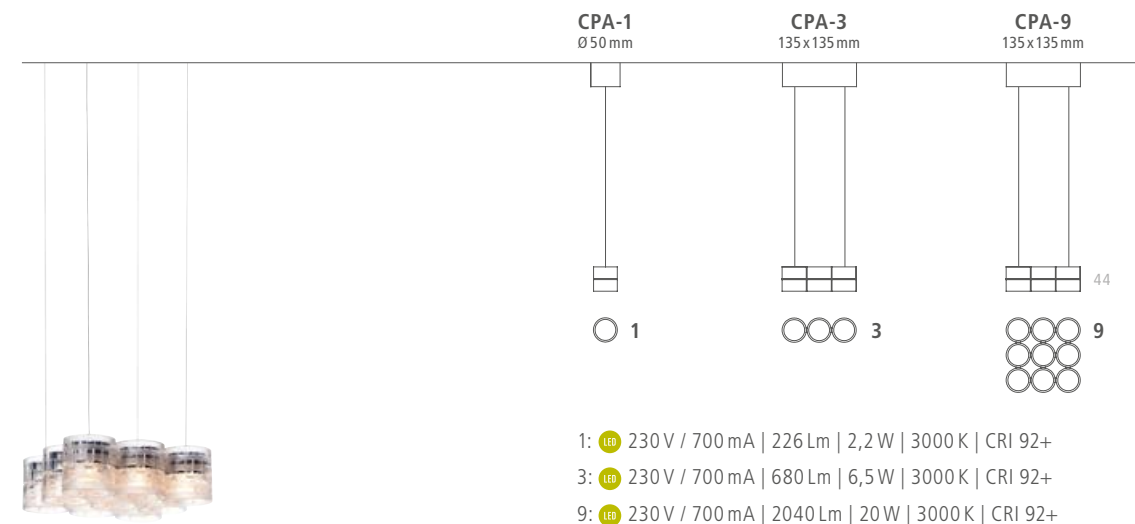 CPA-1
Ø 50 mm
CPA-3
135 x 135 mm
CPA-9
135 x 135 mm
44
1
3
9
1: LED 230 V / 700 mA | 226 Lm | 2,2 W | 3000 K | CRI 92+
3: LED 230 V / 700 mA | 680 Lm | 6,5 W | 3000 K | CRI 92+
9: LED 230 V / 700 mA | 2040 Lm | 20 W | 3000 K | CRI 92+